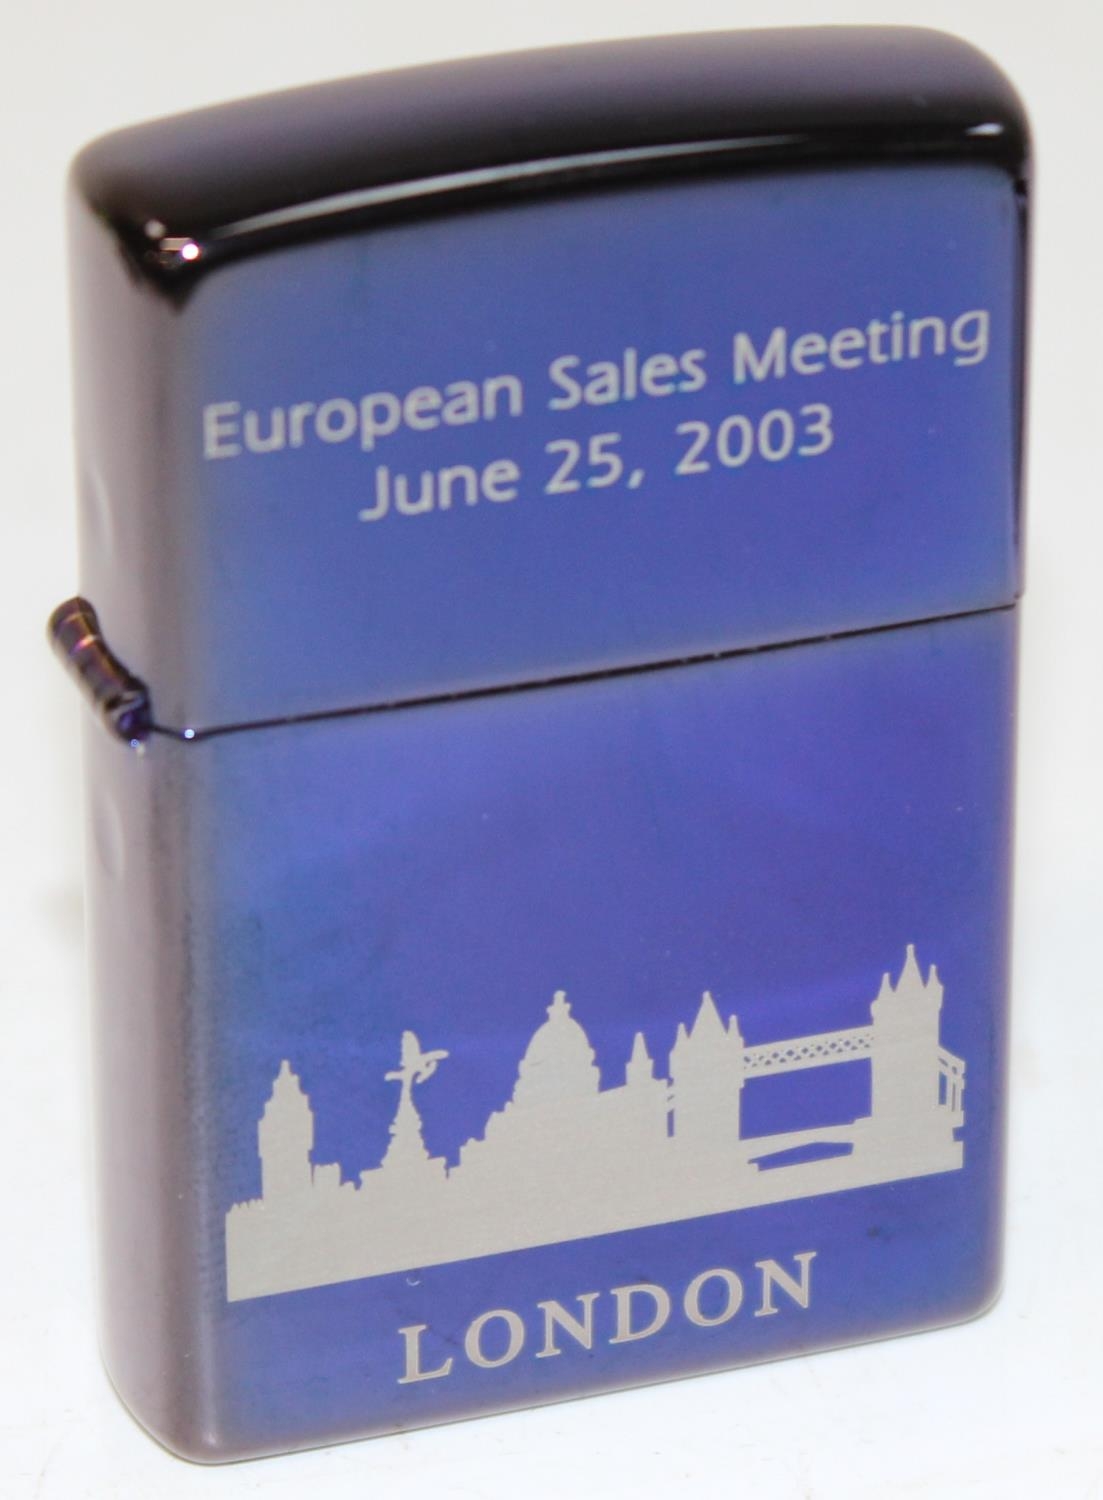 European Sales Meeting
June 25, 2003
LONDON